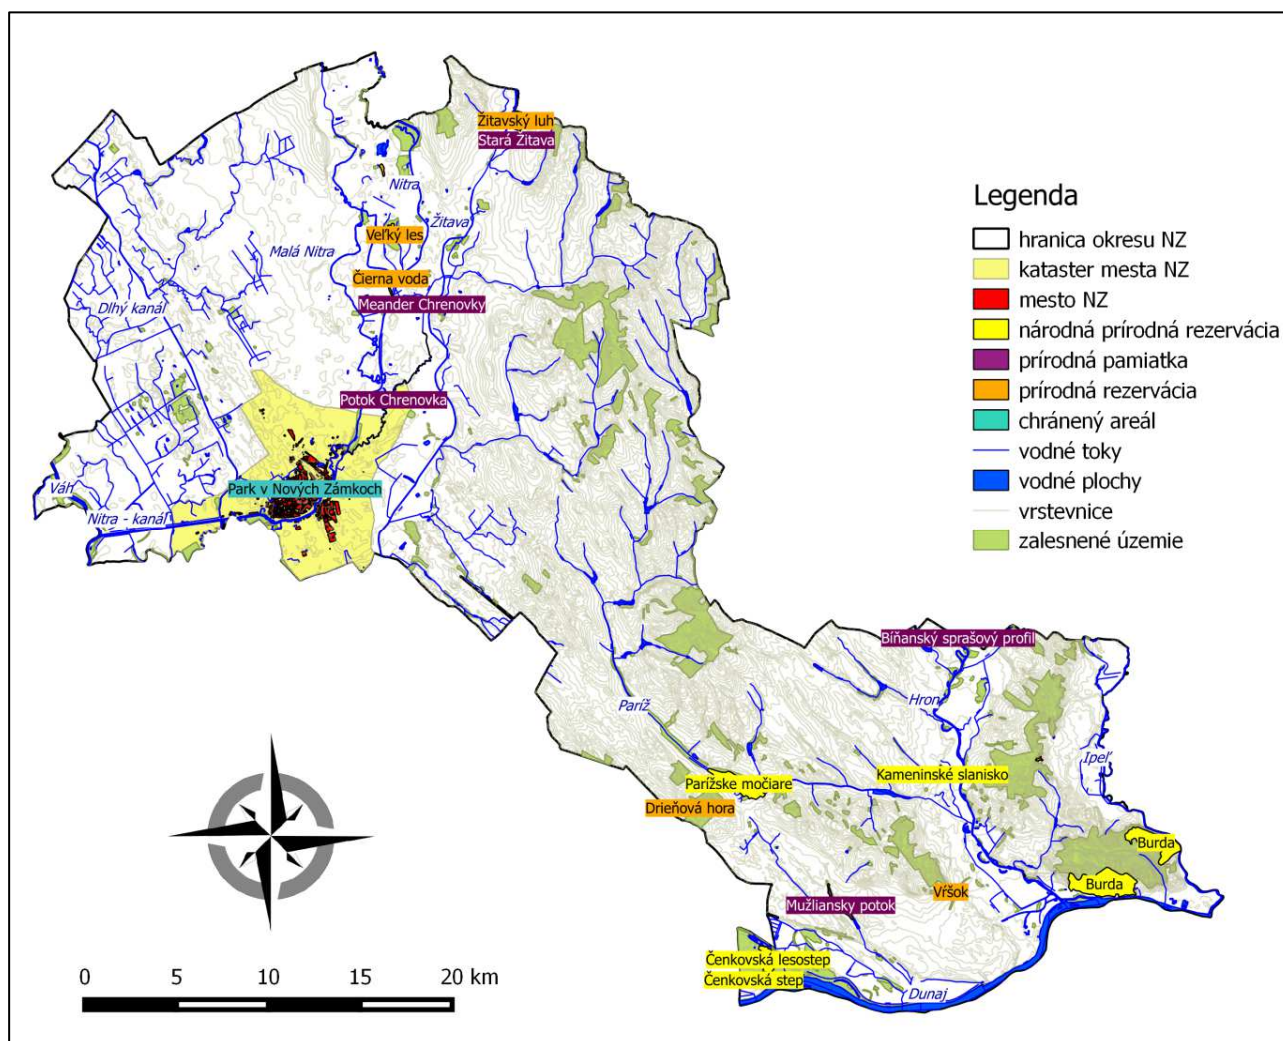 Žitavský luh
Stará Žitava
Nitra
Žitava
Veľký les
Malá Nitra
Čierna voda
Meander Chrenovky
Dlhý kanál
Potok Chrenovka
Park v Nových Zámkoch
Váh
Nitra - kanál
Bíňanský sprašový profil
Paríž
Hron
Ipeľ
Kameninské slanisko
Parížske močiare
Drieňová hora
Burda
Burda
Vŕšok
Mužliansky potok
Čenkovská lesostep
Čenkovská step
Dunaj
Legenda
hranica okresu NZ
kataster mesta NZ
mesto NZ
národná prírodná rezervácia
prírodná pamiatka
prírodná rezervácia
chránený areál
vodné toky
vodné plochy
vrstevnice
zalesnené územie
0 5 10 15 20 km